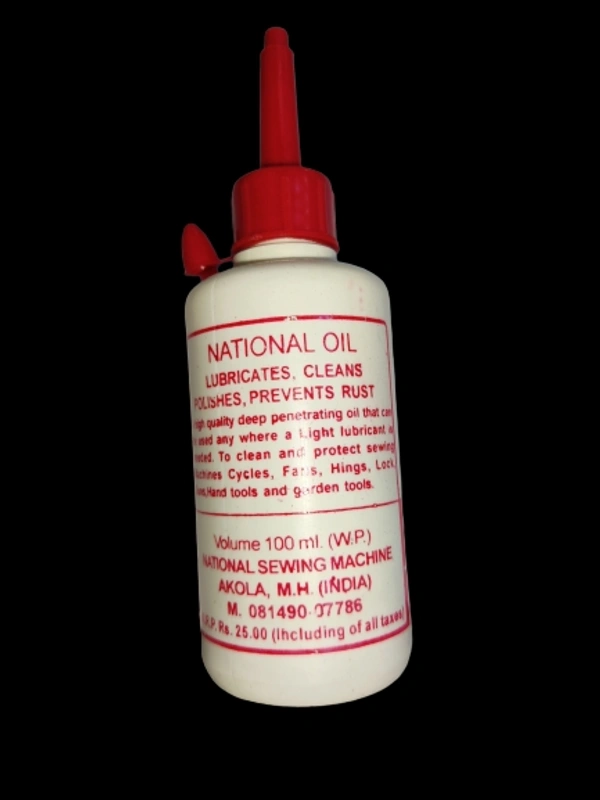 NATIONAL OIL
LUBRICATES, CLEANS
POLISHES, PREVENTS RUST
high quality deep penetrating oil that can
used any where a Light lubricant is
needed. To clean and protect sewing
Machines Cycles, Fans, Hings, Lock,
Hand tools and garden tools.
Volume 100 ml. (W.P.)
NATIONAL SEWING MACHINE
AKOLA, M.H. (INDIA)
M. 081490-07786
M.R.P. Rs. 25.00 (Including of all taxes)